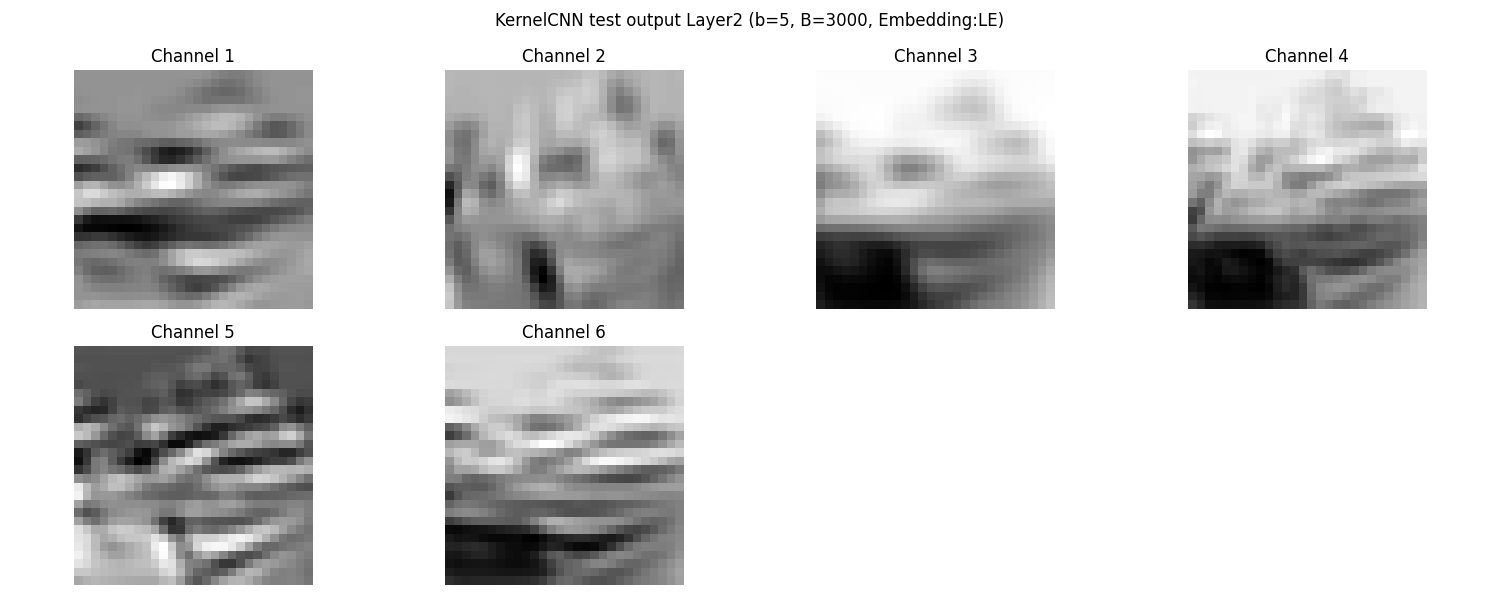 KernelCNN test output Layer2 (b=5, B=3000, Embedding:LE)
Channel 1
Channel 2
Channel 3
Channel 4
Channel 5
Channel 6